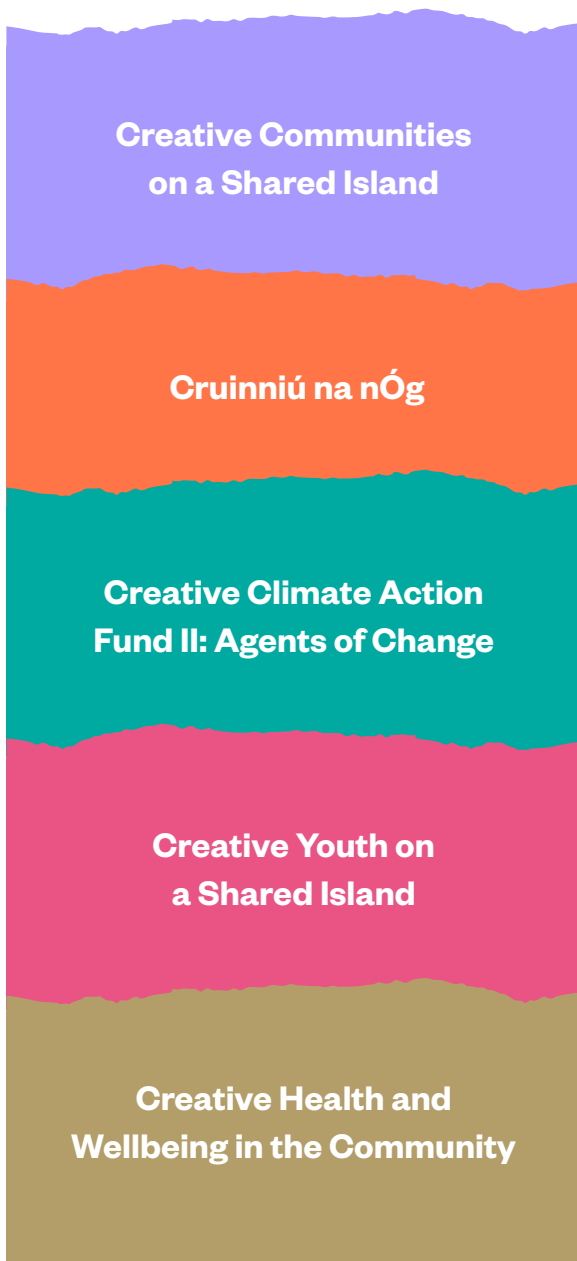 Creative Communities
on a Shared Island
Cruinniú na nÓg
Creative Climate Action
Fund II: Agents of Change
Creative Youth on
a Shared Island
Creative Health and
Wellbeing in the Community